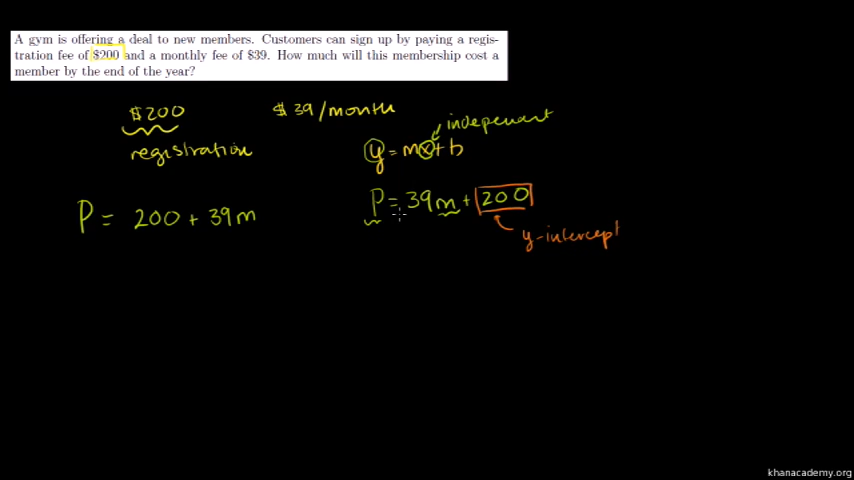 A gym is offering a deal to new members. Customers can sign up by paying a regis-
tration fee of $200 and a monthly fee of $39. How much will this membership cost a
member by the end of the year?
$200 $39/month
registration
indepenant
y = mx + b
P = 39m + 200
P = 200 + 39m
y-intercept
khanacademy.org